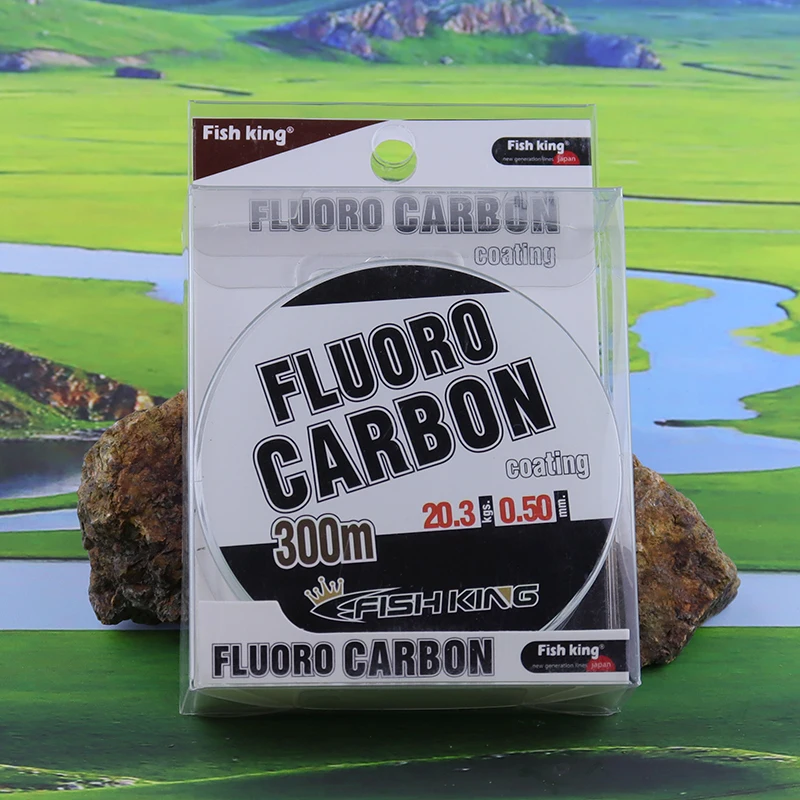 Fish king®
Fish king®
new generation lines japan
FLUORO CARBON
coating
FLUORO
CARBON
coating
20.3 kgs. 0.50 mm.
300m
FISH KING
FLUORO CARBON
Fish king®
new generation lines japan